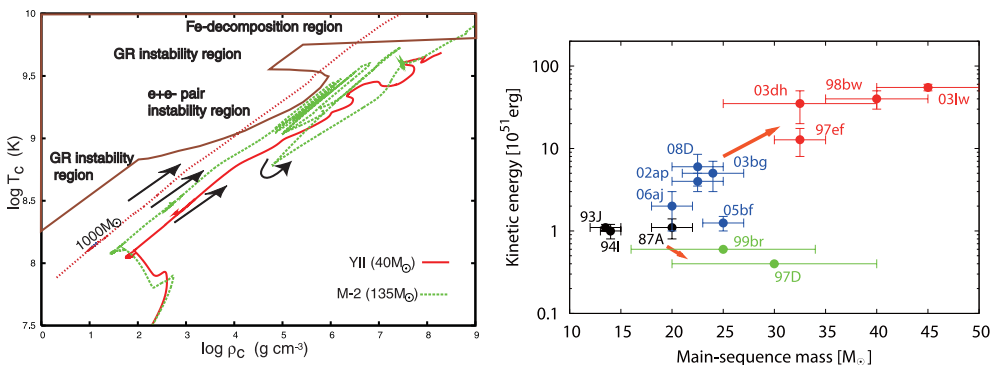 10
9.5
9
8.5
8
7.5
log T_C (K)
0
1
2
3
4
5
6
7
8
9
log ρ_C (g cm⁻³)
Fe-decomposition region
GR instability region
e+e- pair
instability region
GR instability
region
1000M☉
YII (40M☉)
M-2 (135M☉)
100
10
1
0.1
Kinetic energy [10⁵¹erg]
10
15
20
25
30
35
40
45
50
Main-sequence mass [M☉]
03dh
98bw
03lw
97ef
08D
03bg
02ap
06aj
05bf
93J
94I
87A
99br
97D